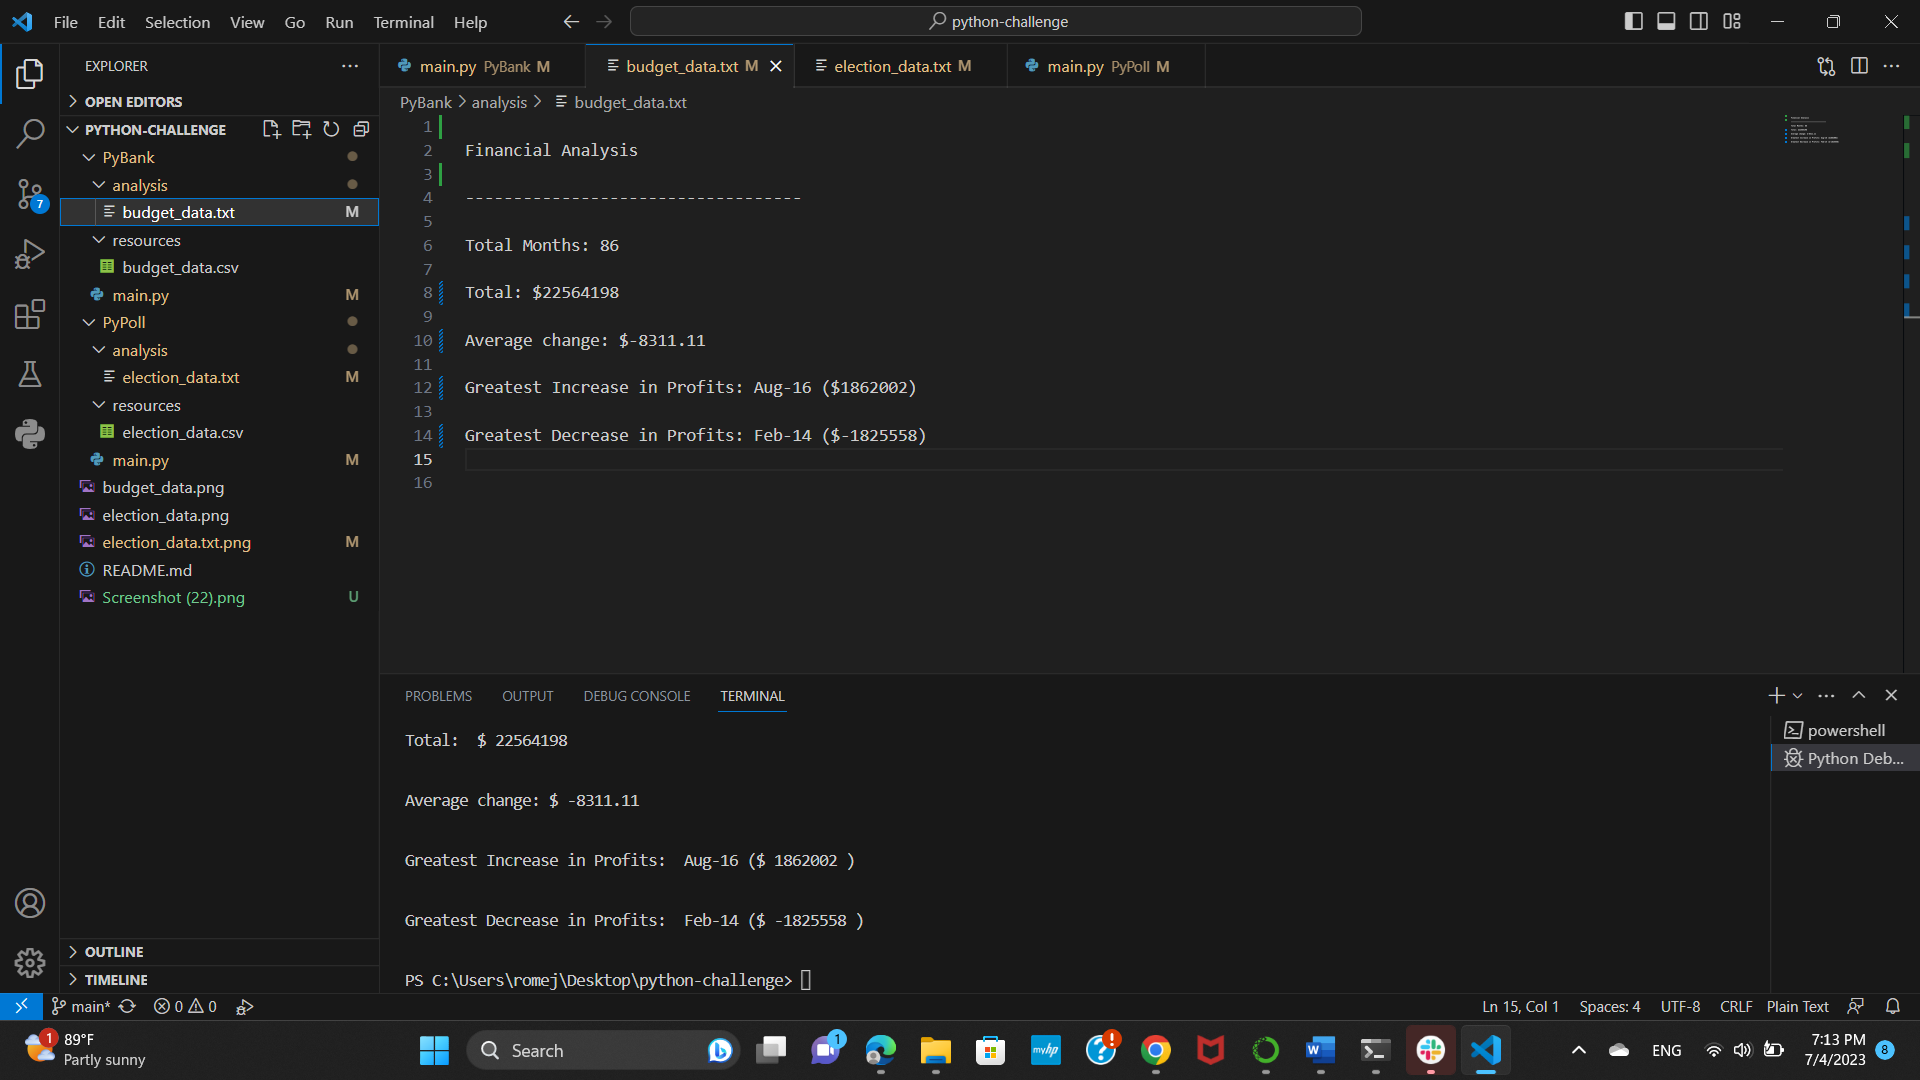 File Edit Selection View Go Run Terminal Help
python-challenge
EXPLORER
OPEN EDITORS
PYTHON-CHALLENGE
PyBank
analysis
budget_data.txt M
resources
budget_data.csv
main.py M
PyPoll
analysis
election_data.txt M
resources
election_data.csv
main.py M
budget_data.png
election_data.png
election_data.txt.png M
README.md
Screenshot (22).png U
OUTLINE
TIMELINE
7
main.py PyBank M
budget_data.txt M
election_data.txt M
main.py PyPoll M
PyBank > analysis > budget_data.txt
1
2 Financial Analysis
3
4 -----------------------------------
5
6 Total Months: 86
7
8 Total: $22564198
9
10 Average change: $-8311.11
11
12 Greatest Increase in Profits: Aug-16 ($1862002)
13
14 Greatest Decrease in Profits: Feb-14 ($-1825558)
15
16
PROBLEMS OUTPUT DEBUG CONSOLE TERMINAL
Total:  $ 22564198
Average change: $ -8311.11
Greatest Increase in Profits:  Aug-16 ($ 1862002 )
Greatest Decrease in Profits:  Feb-14 ($ -1825558 )
PS C:\Users\romej\Desktop\python-challenge>
powershell
Python Deb...
main* 0 0
Ln 15, Col 1 Spaces: 4 UTF-8 CRLF Plain Text
1
89°F
Partly sunny
Search
1
myhp
W
ENG
7:13 PM
7/4/2023
8